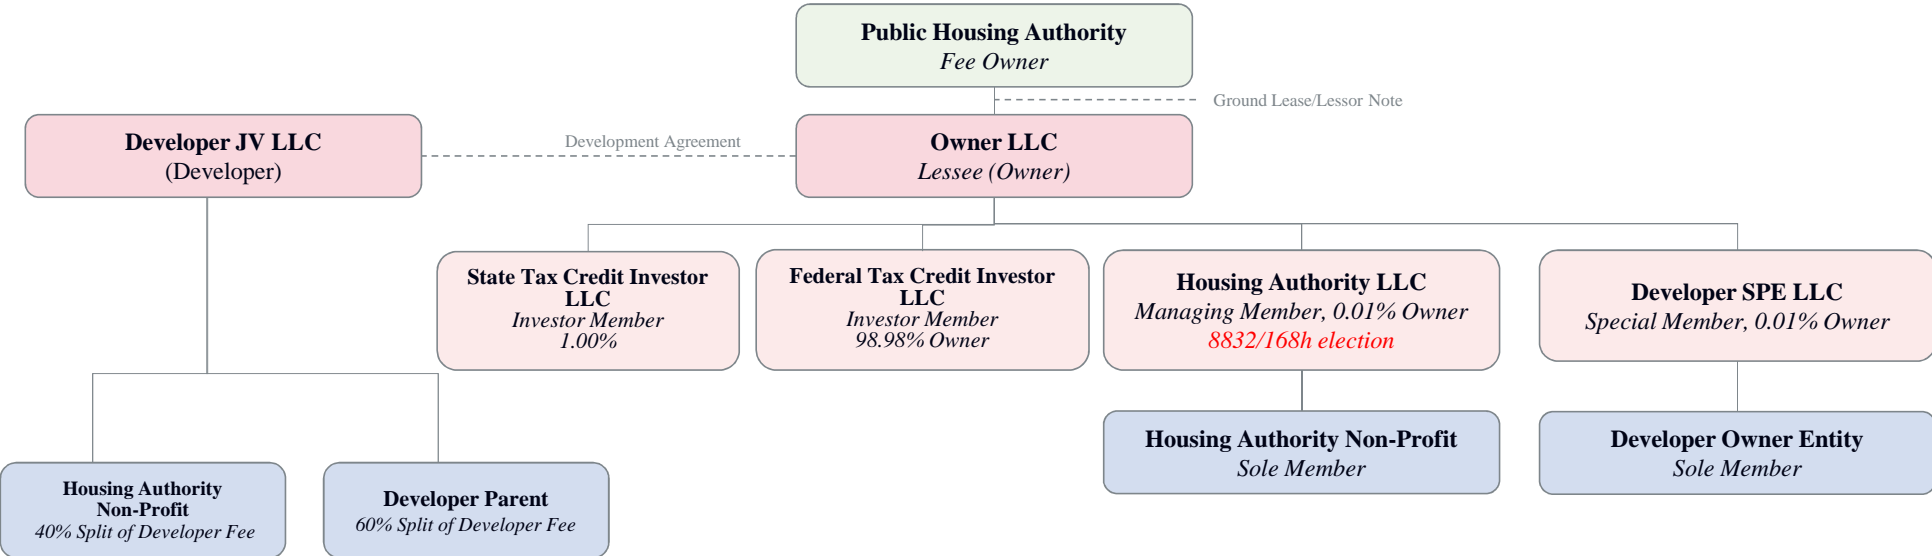 Public Housing Authority
Fee Owner
Ground Lease/Lessor Note
Developer JV LLC
(Developer)
Development Agreement
Owner LLC
Lessee (Owner)
State Tax Credit Investor
LLC
Investor Member
1.00%
Federal Tax Credit Investor
LLC
Investor Member
98.98% Owner
Housing Authority LLC
Managing Member, 0.01% Owner
8832/168h election
Developer SPE LLC
Special Member, 0.01% Owner
Housing Authority Non-Profit
Sole Member
Developer Owner Entity
Sole Member
Housing Authority
Non-Profit
40% Split of Developer Fee
Developer Parent
60% Split of Developer Fee